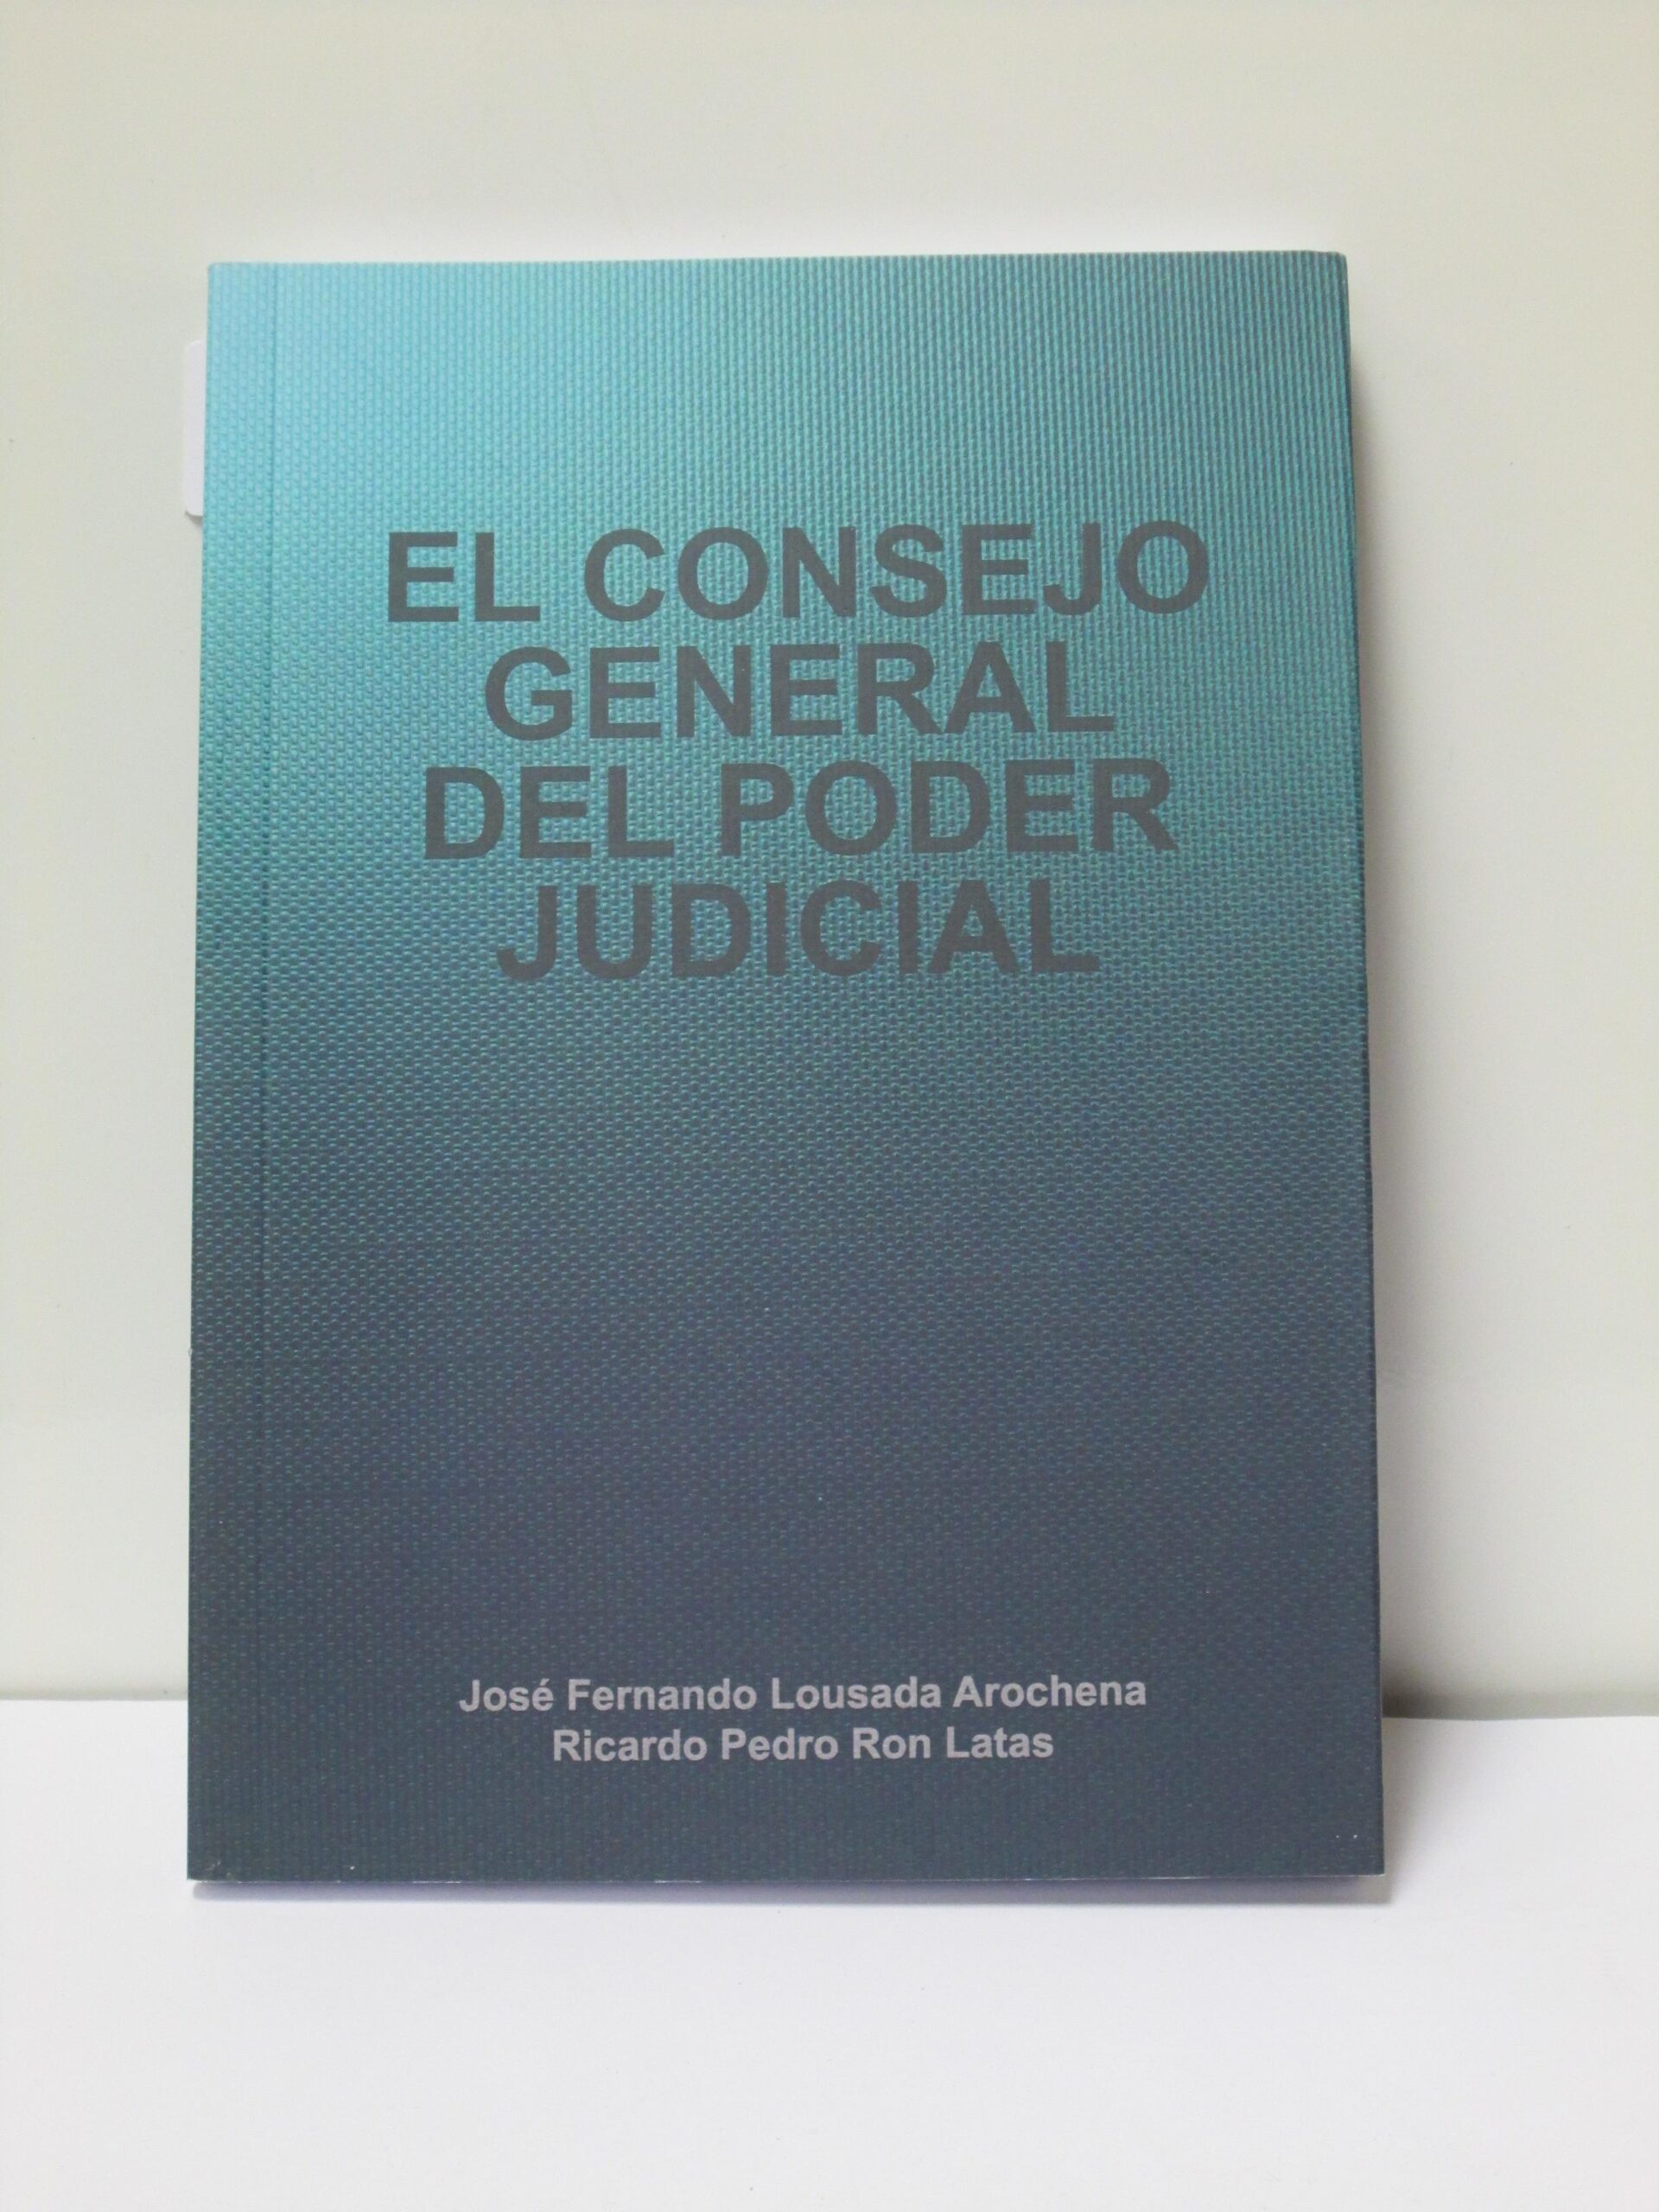 EL CONSEJO
GENERAL
DEL PODER
JUDICIAL
José Fernando Lousada Arochena
Ricardo Pedro Ron Latas